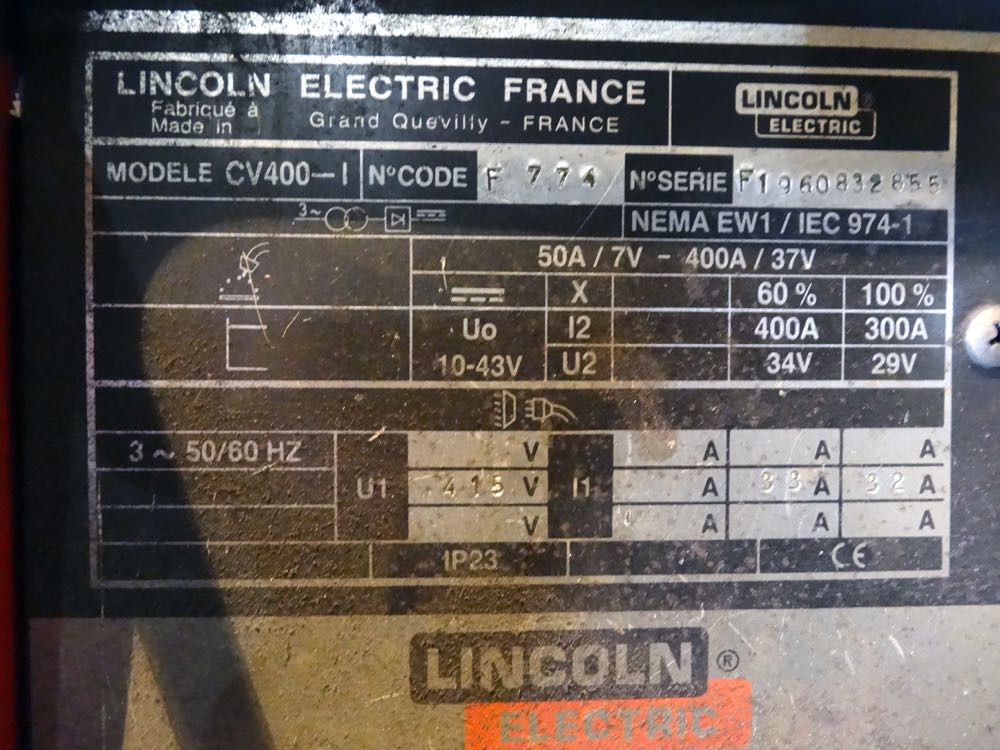 LINCOLN ELECTRIC FRANCE
Fabriqué à
Made in
Grand Quevilly - FRANCE
LINCOLN ®
ELECTRIC
MODELE CV400-I N°CODE F 774 N°SERIE F1960832855
3~ NEMA EW1 / IEC 974-1
50A / 7V - 400A / 37V
X 60 % 100 %
Uo I2 400A 300A
10-43V U2 34V 29V
3 ~ 50/60 HZ V A A A
U1 415 V I1 A 33 A 32 A
V A A A
IP23 CE
LINCOLN ®
ELECTRIC